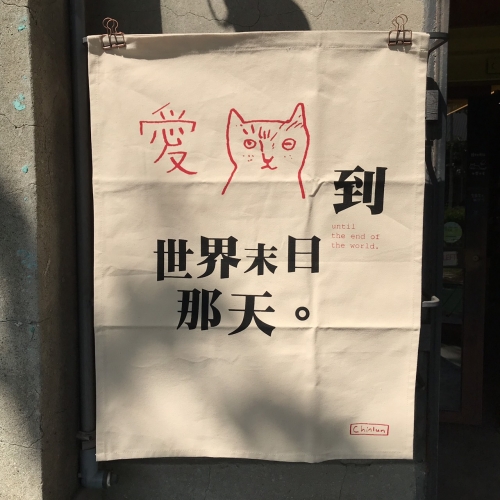 愛
到
until
the end of
the world.
世界末日
那天。
Chinlun